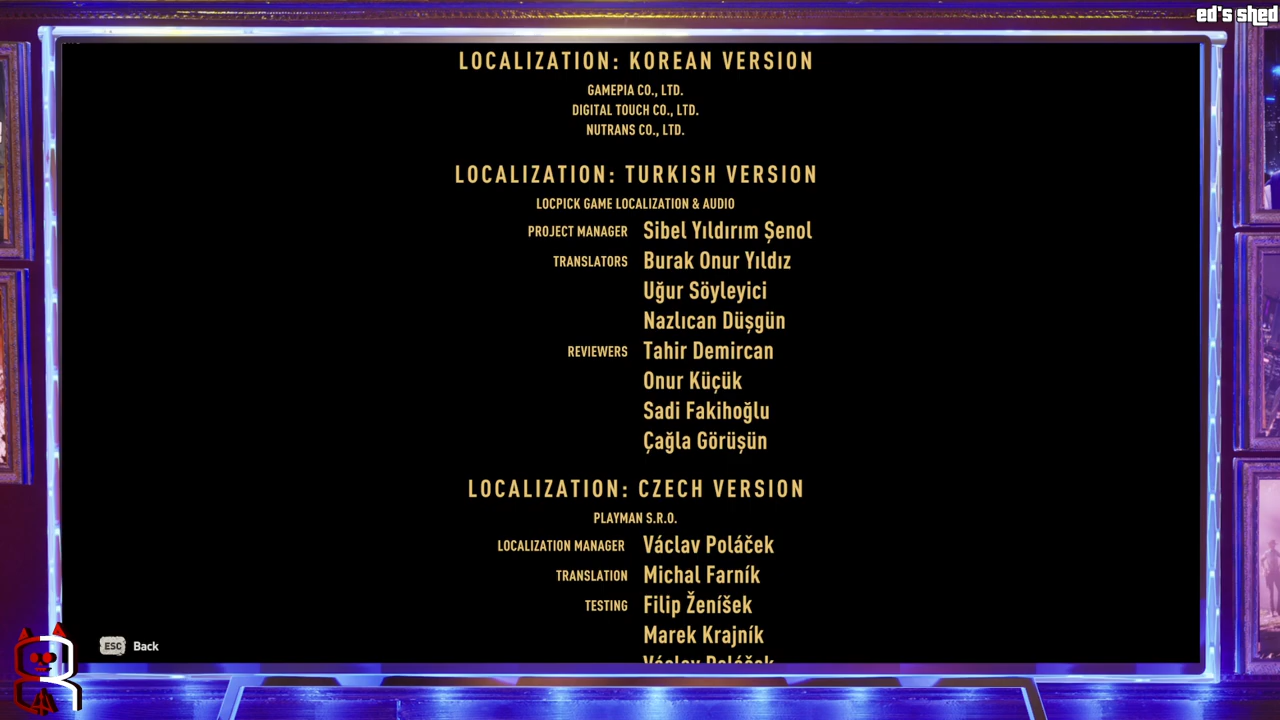 ED'S SHED
LOCALIZATION: KOREAN VERSION
GAMEPIA CO., LTD.
DIGITAL TOUCH CO., LTD.
NUTRANS CO., LTD.
LOCALIZATION: TURKISH VERSION
LOCPICK GAME LOCALIZATION & AUDIO
PROJECT MANAGER Sibel Yıldırım Şenol
TRANSLATORS Burak Onur Yıldız
Uğur Söyleyici
Nazlıcan Düşgün
REVIEWERS Tahir Demircan
Onur Küçük
Sadi Fakihoğlu
Çağla Görüşün
LOCALIZATION: CZECH VERSION
PLAYMAN S.R.O.
LOCALIZATION MANAGER Václav Poláček
TRANSLATION Michal Farník
TESTING Filip Ženíšek
Marek Krajník
Václav Poláček
ESC Back